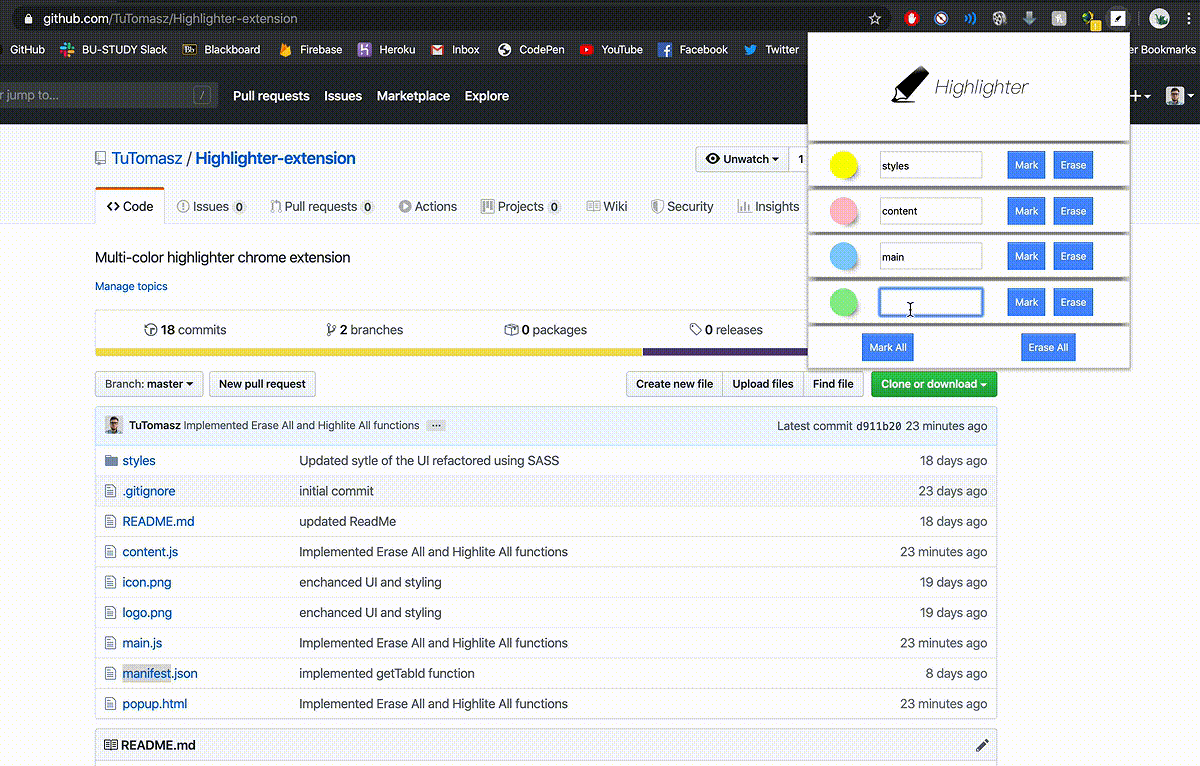 github.com/TuTomasz/Highlighter-extension
GitHub BU-STUDY Slack Bb Blackboard Firebase Heroku Inbox CodePen YouTube Facebook Twitter er Bookmarks
r jump to... / Pull requests Issues Marketplace Explore
Highlighter
TuTomasz / Highlighter-extension
Unwatch 1
styles Mark Erase
<> Code Issues 0 Pull requests 0 Actions Projects 0 Wiki Security Insights
content Mark Erase
Multi-color highlighter chrome extension
main Mark Erase
Manage topics
Mark Erase
18 commits 2 branches 0 packages 0 releases
Mark All Erase All
Branch: master New pull request Create new file Upload files Find file Clone or download
TuTomasz Implemented Erase All and Highlite All functions ... Latest commit d911b20 23 minutes ago
styles Updated sytle of the UI refactored using SASS 18 days ago
.gitignore initial commit 23 days ago
README.md updated ReadMe 18 days ago
content.js Implemented Erase All and Highlite All functions 23 minutes ago
icon.png enchanced UI and styling 19 days ago
logo.png enchanced UI and styling 19 days ago
main.js Implemented Erase All and Highlite All functions 23 minutes ago
manifest.json implemented getTabId function 8 days ago
popup.html Implemented Erase All and Highlite All functions 23 minutes ago
README.md